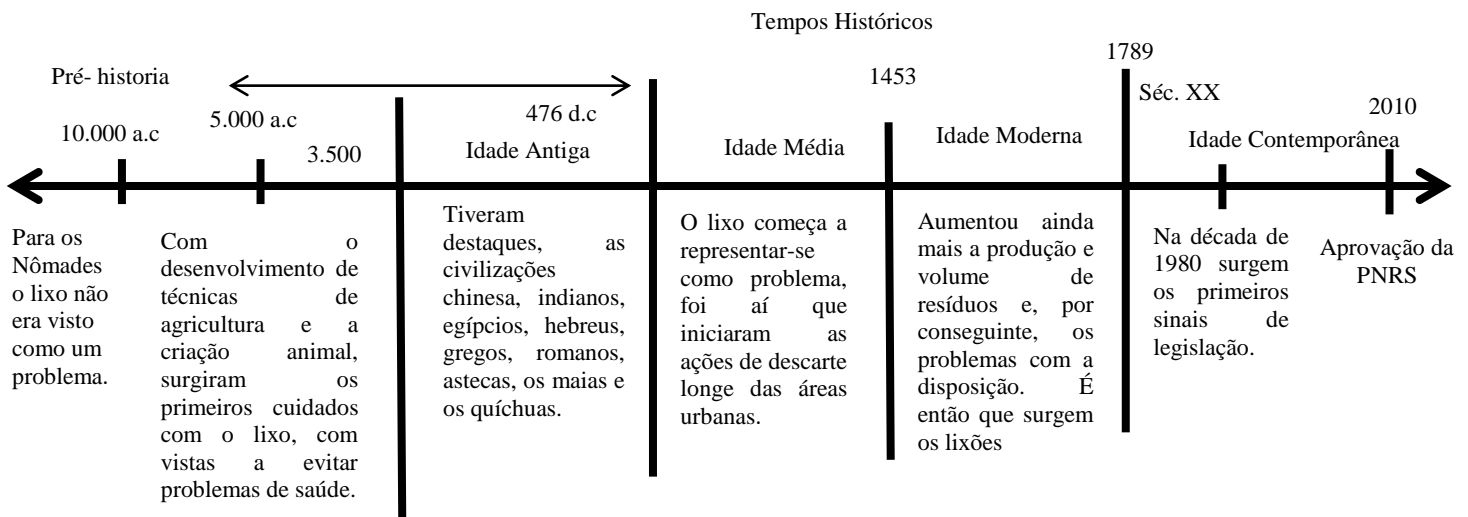 Tempos Históricos
Pré- historia
10.000 a.c
5.000 a.c
3.500
476 d.c
Idade Antiga
Idade Média
1453
Idade Moderna
1789
Séc. XX
Idade Contemporânea
2010
Para os
Nômades
o lixo não
era visto
como um
problema.
Com o
desenvolvimento de
técnicas de
agricultura e a
criação animal,
surgiram os
primeiros cuidados
com o lixo, com
vistas a evitar
problemas de saúde.
Tiveram
destaques, as
civilizações
chinesa, indianos,
egípcios, hebreus,
gregos, romanos,
astecas, os maias e
os quíchuas.
O lixo começa a
representar-se
como problema,
foi aí que
iniciaram as
ações de descarte
longe das áreas
urbanas.
Aumentou ainda
mais a produção e
volume de
resíduos e, por
conseguinte, os
problemas com a
disposição. É
então que surgem
os lixões
Na década de
1980 surgem
os primeiros
sinais de
legislação.
Aprovação da
PNRS